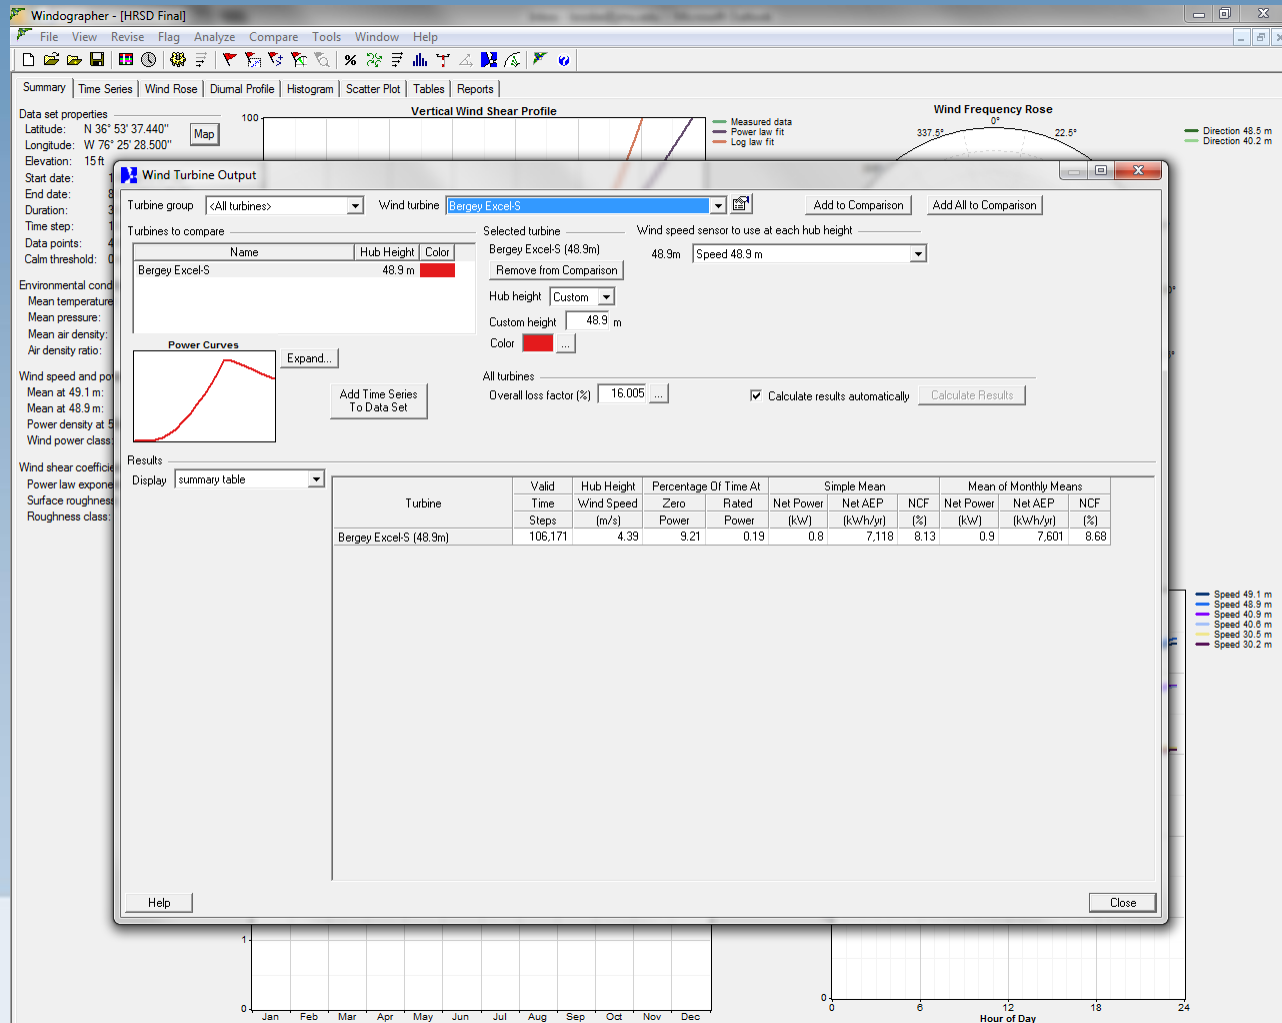 Windographer - [HRSD Final]
File View Revise Flag Analyze Compare Tools Window Help
Summary Time Series Wind Rose Diurnal Profile Histogram Scatter Plot Tables Reports
Data set properties
Latitude: N 36° 53' 37.440"
Longitude: W 76° 25' 28.500"
Map
Elevation: 15 ft
Start date:
End date:
Duration:
Time step:
Data points:
Calm threshold:
Environmental cond
Mean temperature
Mean pressure:
Mean air density:
Air density ratio:
Wind speed and po
Mean at 49.1 m:
Mean at 48.9 m:
Power density at 5
Wind power class:
Wind shear coefficie
Power law expone
Surface roughness
Roughness class:
Vertical Wind Shear Profile
100
Measured data
Power law fit
Log law fit
Wind Frequency Rose
337.5° 0° 22.5°
Direction 48.5 m
Direction 40.2 m
Wind Turbine Output
Turbine group <All turbines> Wind turbine Bergey Excel-S Add to Comparison Add All to Comparison
Turbines to compare
Name Hub Height Color
Bergey Excel-S 48.9 m
Selected turbine
Bergey Excel-S (48.9m)
Remove from Comparison
Hub height Custom
Custom height 48.9 m
Color ...
Wind speed sensor to use at each hub height
48.9m Speed 48.9 m
Power Curves
Expand...
Add Time Series
To Data Set
All turbines
Overall loss factor (%) 16.005 ... Calculate results automatically Calculate Results
Results
Display summary table
Valid Hub Height Percentage Of Time At Simple Mean Mean of Monthly Means
Turbine Time Wind Speed Zero Rated Net Power Net AEP NCF Net Power Net AEP NCF
Steps (m/s) Power Power (kW) (kWh/yr) (%) (kW) (kWh/yr) (%)
Bergey Excel-S (48.9m) 106,171 4.39 9.21 0.19 0.8 7,118 8.13 0.9 7,601 8.68
Help Close
Speed 49.1 m
Speed 48.9 m
Speed 40.9 m
Speed 40.6 m
Speed 30.5 m
Speed 30.2 m
1
0
Jan Feb Mar Apr May Jun Jul Aug Sep Oct Nov Dec
0
0 6 12 18 24
Hour of Day